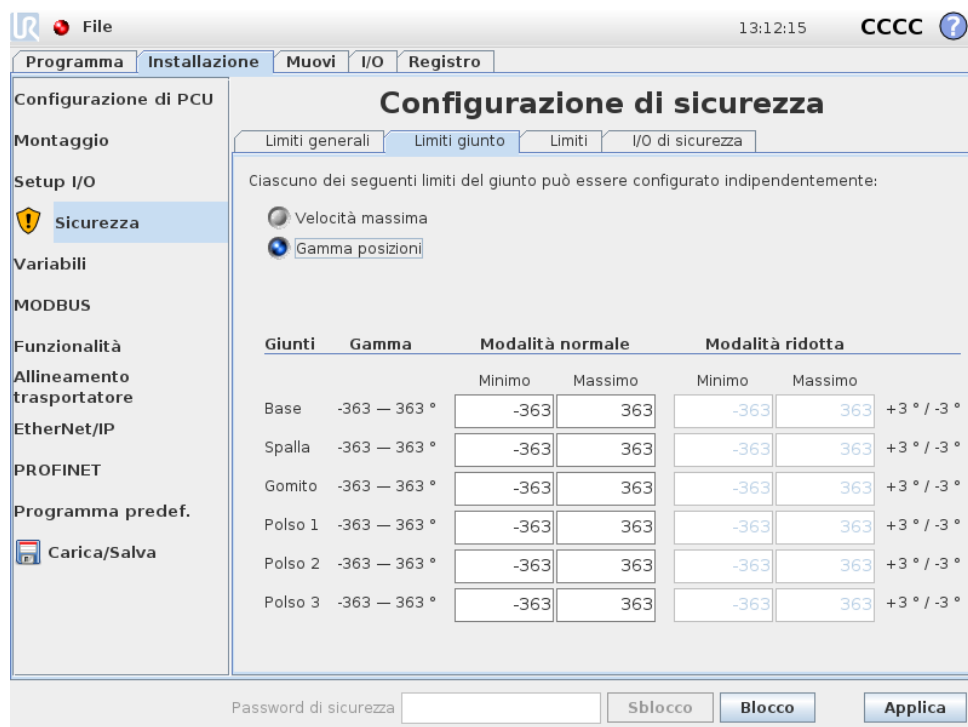 UR File 13:12:15 CCCC ?
Programma Installazione Muovi I/O Registro
Configurazione di PCU
Montaggio
Setup I/O
Sicurezza
Variabili
MODBUS
Funzionalità
Allineamento
trasportatore
EtherNet/IP
PROFINET
Programma predef.
Carica/Salva
Configurazione di sicurezza
Limiti generali Limiti giunto Limiti I/O di sicurezza
Ciascuno dei seguenti limiti del giunto può essere configurato indipendentemente:
Velocità massima
Gamma posizioni
Giunti Gamma Modalità normale Modalità ridotta
Minimo Massimo Minimo Massimo
Base -363 — 363 ° -363 363 -363 363 +3 ° / -3 °
Spalla -363 — 363 ° -363 363 -363 363 +3 ° / -3 °
Gomito -363 — 363 ° -363 363 -363 363 +3 ° / -3 °
Polso 1 -363 — 363 ° -363 363 -363 363 +3 ° / -3 °
Polso 2 -363 — 363 ° -363 363 -363 363 +3 ° / -3 °
Polso 3 -363 — 363 ° -363 363 -363 363 +3 ° / -3 °
Password di sicurezza Sblocco Blocco Applica